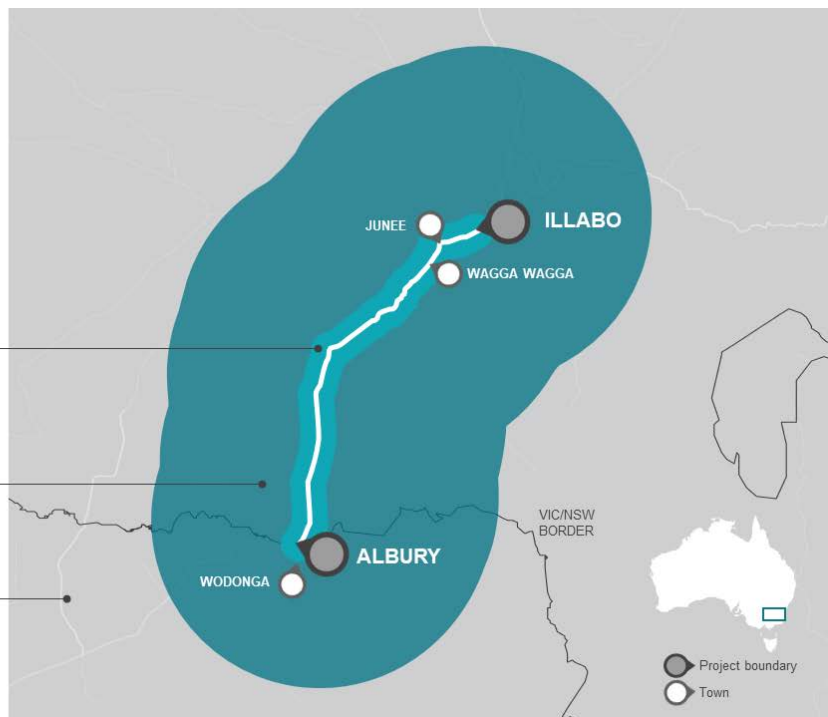 ILLABO
JUNEE
WAGGA WAGGA
VIC/NSW
BORDER
ALBURY
WODONGA
Project boundary
Town